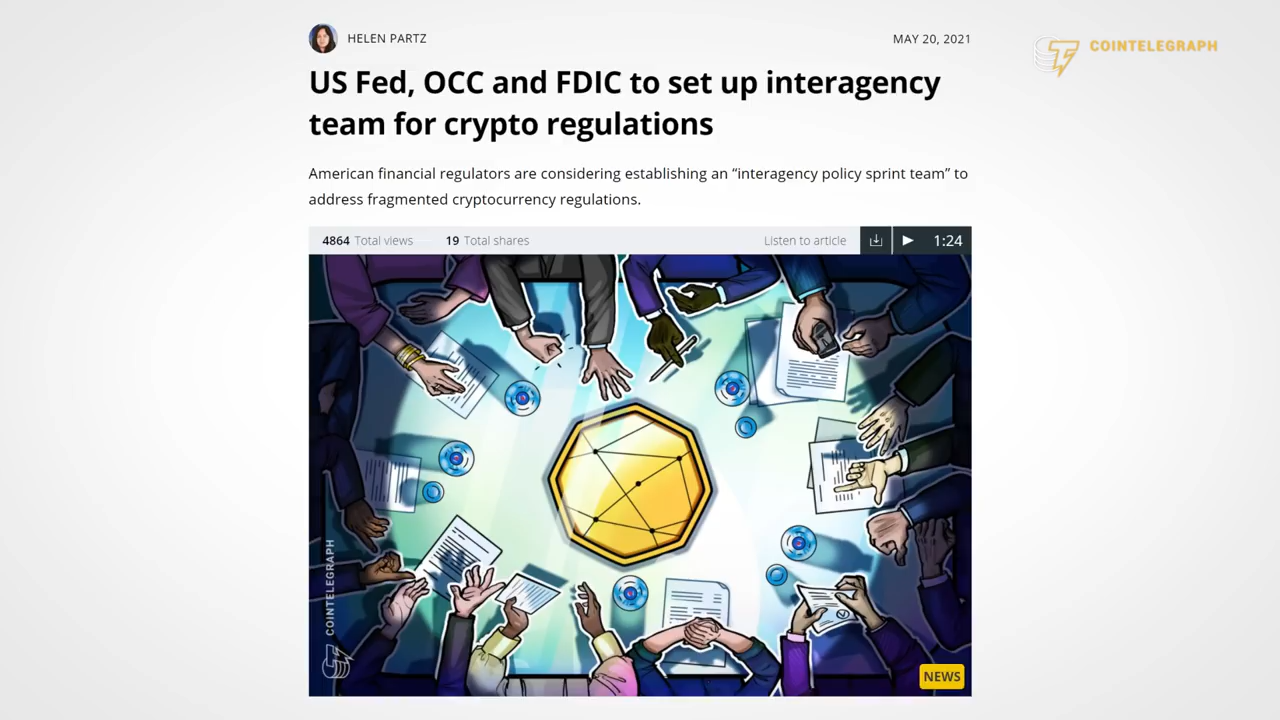 HELEN PARTZ
MAY 20, 2021
COINTELEGRAPH
US Fed, OCC and FDIC to set up interagency
team for crypto regulations
American financial regulators are considering establishing an “interagency policy sprint team” to
address fragmented cryptocurrency regulations.
4864 Total views 19 Total shares Listen to article 1:24
COINTELEGRAPH
NEWS